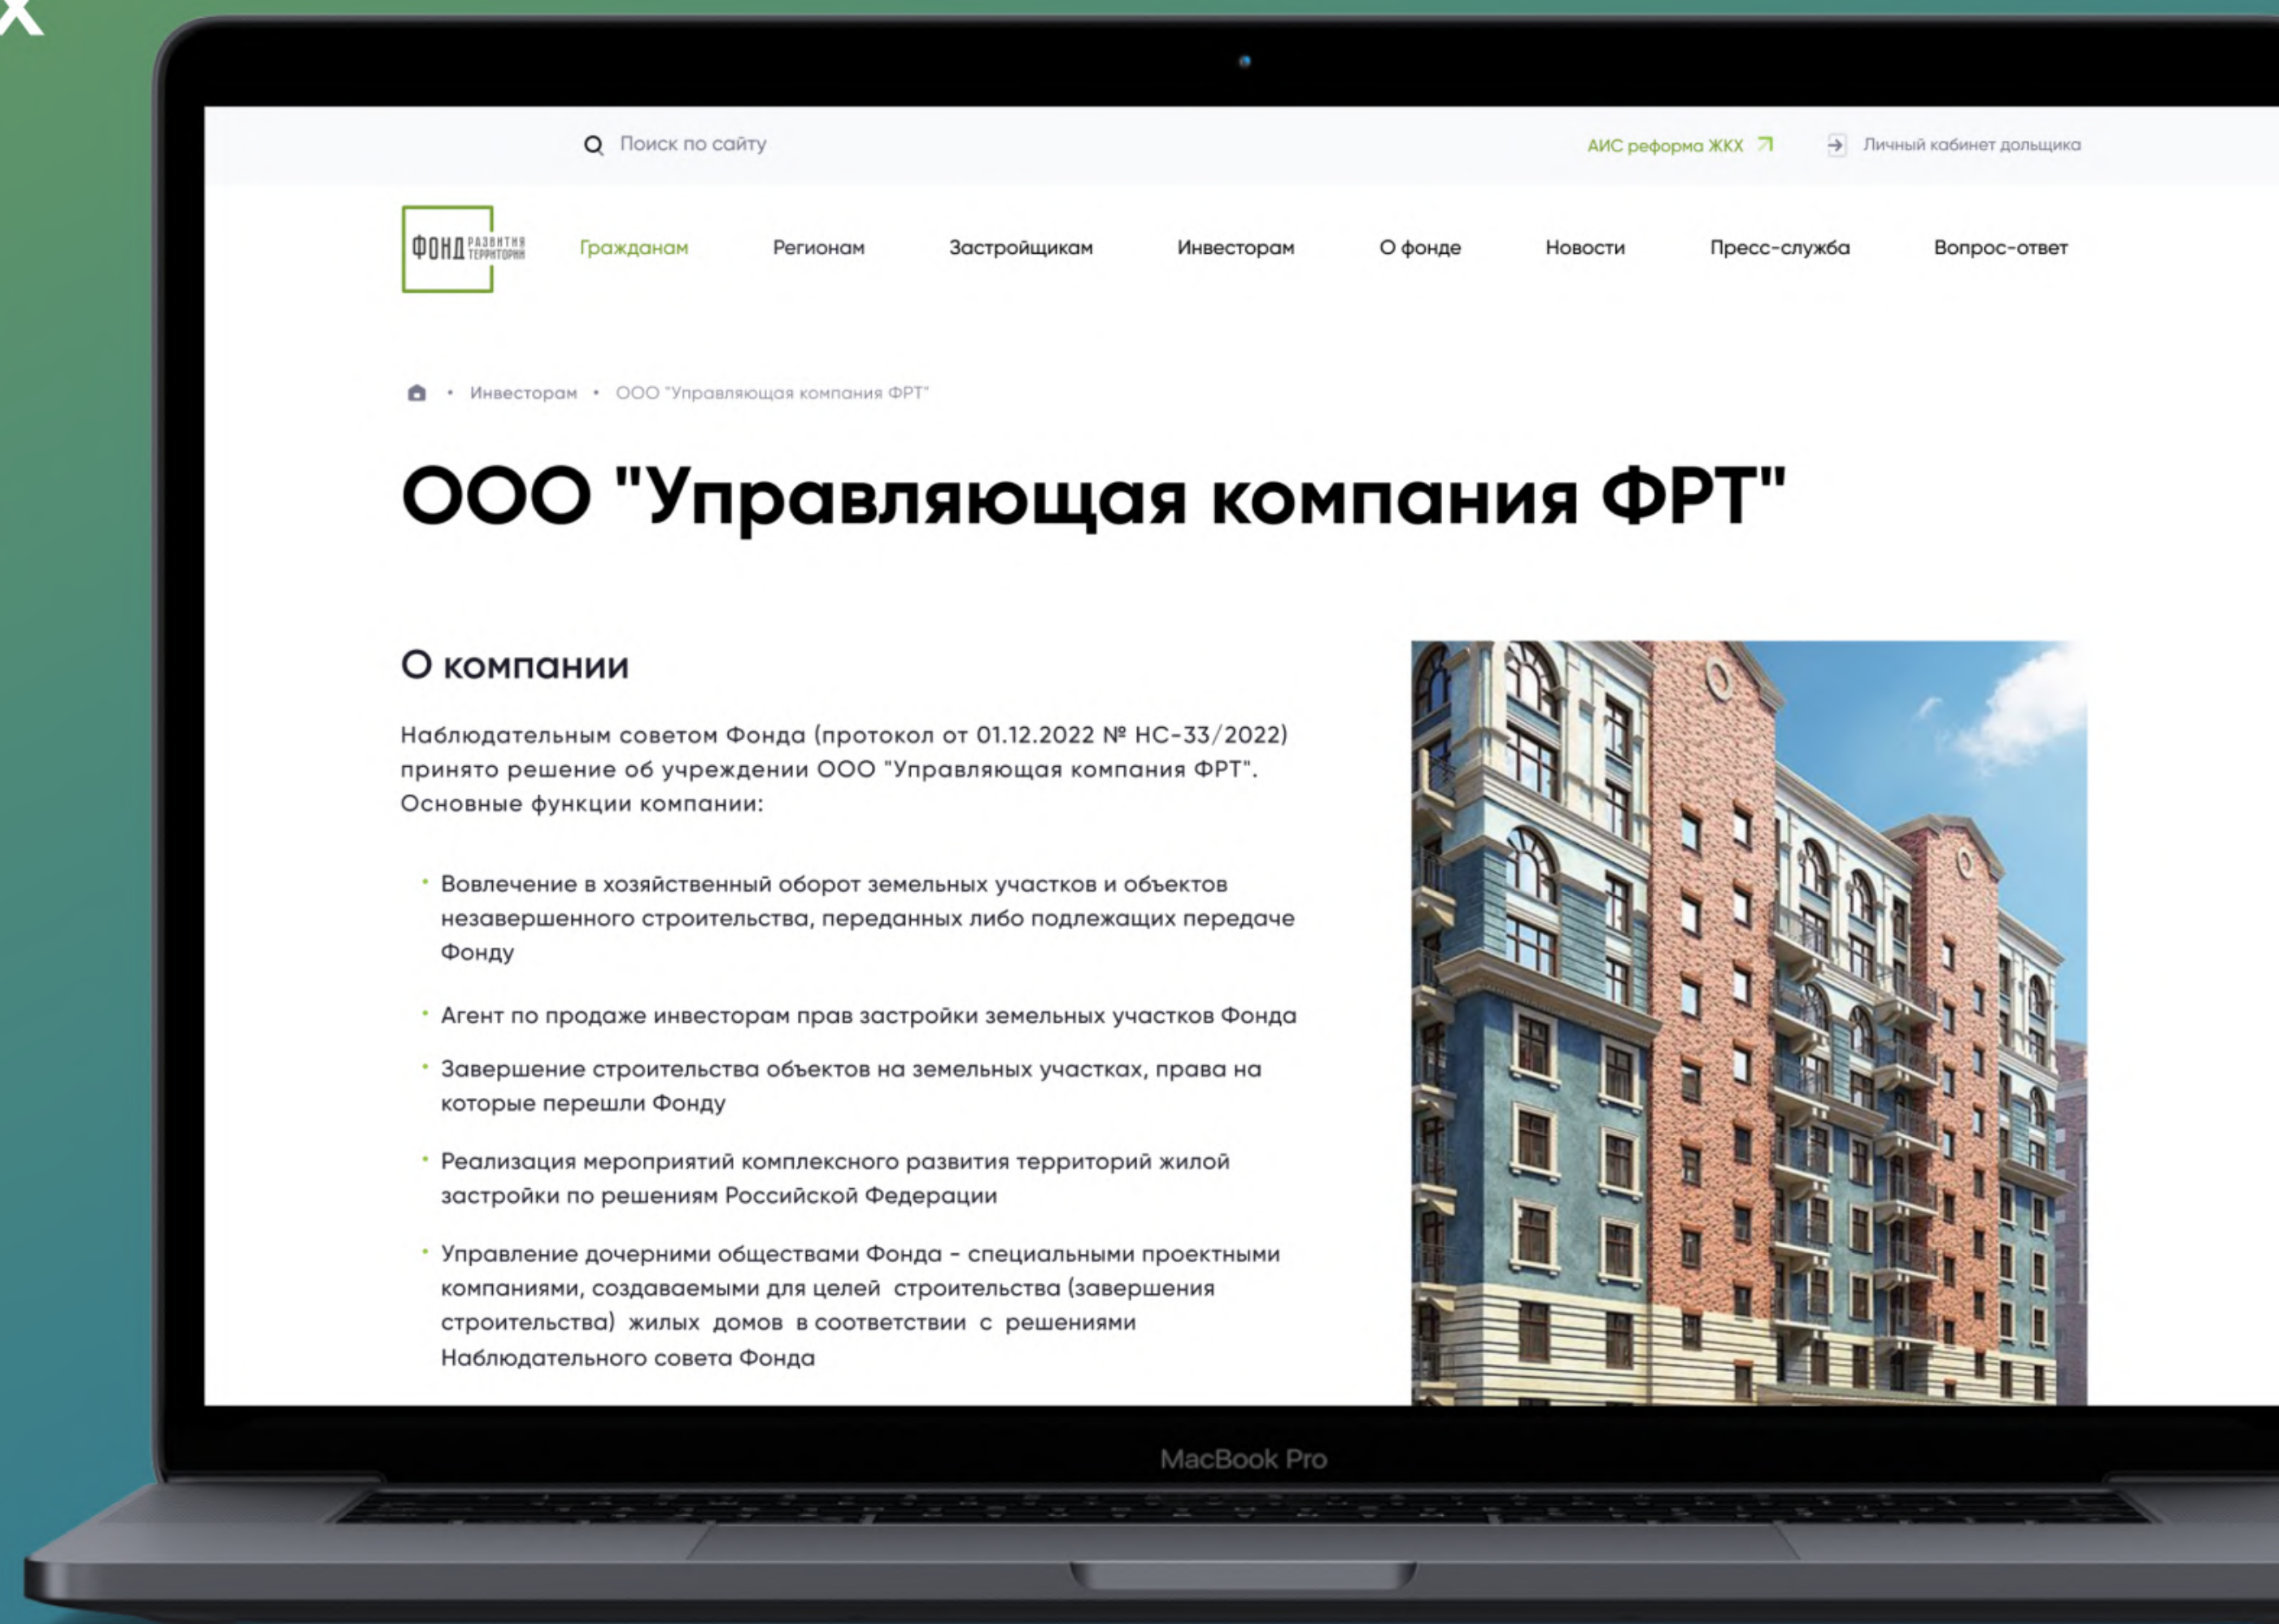 х
Поиск по сайту
АИС реформа ЖКХ
Личный кабинет дольщика
ФОНД РАЗВИТИЯ ТЕРРИТОРИЙ
Гражданам
Регионам
Застройщикам
Инвесторам
О фонде
Новости
Пресс-служба
Вопрос-ответ
• Инвесторам • ООО "Управляющая компания ФРТ"
ООО "Управляющая компания ФРТ"
О компании
Наблюдательным советом Фонда (протокол от 01.12.2022 № НС-33/2022)
принято решение об учреждении ООО "Управляющая компания ФРТ".
Основные функции компании:
• Вовлечение в хозяйственный оборот земельных участков и объектов
незавершенного строительства, переданных либо подлежащих передаче
Фонду
• Агент по продаже инвесторам прав застройки земельных участков Фонда
• Завершение строительства объектов на земельных участках, права на
которые перешли Фонду
• Реализация мероприятий комплексного развития территорий жилой
застройки по решениям Российской Федерации
• Управление дочерними обществами Фонда - специальными проектными
компаниями, создаваемыми для целей строительства (завершения
строительства) жилых домов в соответствии с решениями
Наблюдательного совета Фонда
MacBook Pro